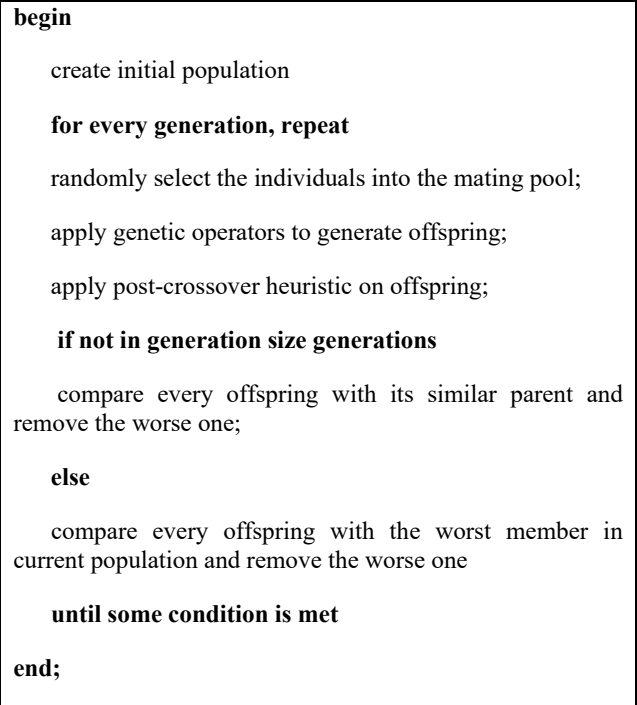 begin
create initial population
for every generation, repeat
randomly select the individuals into the mating pool;
apply genetic operators to generate offspring;
apply post-crossover heuristic on offspring;
if not in generation size generations
compare every offspring with its similar parent and
remove the worse one;
else
compare every offspring with the worst member in
current population and remove the worse one
until some condition is met
end;